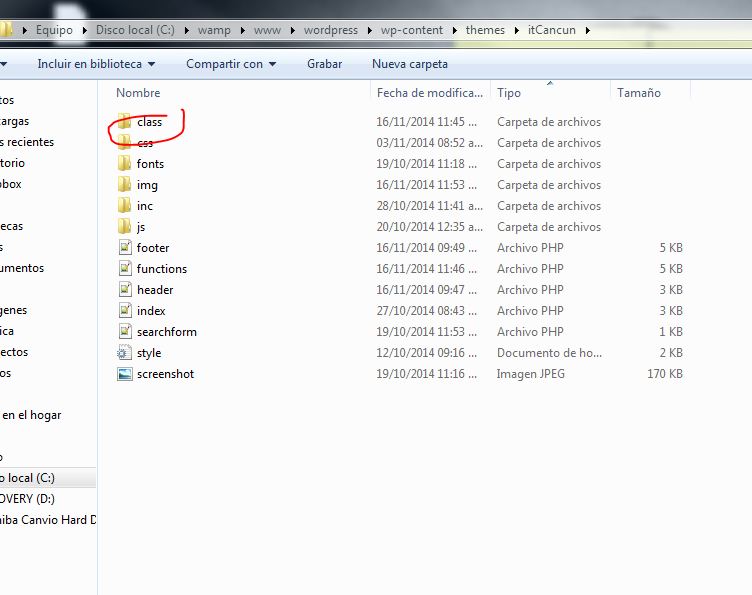 Equipo ▸ Disco local (C:) ▸ wamp ▸ www ▸ wordpress ▸ wp-content ▸ themes ▸ itCancun ▸
Incluir en biblioteca ▾ Compartir con ▾ Grabar Nueva carpeta
Nombre Fecha de modifica... Tipo Tamaño
class 16/11/2014 11:45 ... Carpeta de archivos
css 03/11/2014 08:52 a... Carpeta de archivos
fonts 19/10/2014 11:18 ... Carpeta de archivos
img 16/11/2014 11:53 ... Carpeta de archivos
inc 28/10/2014 11:41 a... Carpeta de archivos
js 20/10/2014 12:35 a... Carpeta de archivos
footer 16/11/2014 09:49 ... Archivo PHP 5 KB
functions 16/11/2014 11:46 ... Archivo PHP 5 KB
header 16/11/2014 09:47 ... Archivo PHP 3 KB
index 27/10/2014 08:43 ... Archivo PHP 3 KB
searchform 19/10/2014 11:53 ... Archivo PHP 1 KB
style 12/10/2014 09:16 ... Documento de ho... 2 KB
screenshot 19/10/2014 11:16 ... Imagen JPEG 170 KB
tos
argas
s recientes
torio
box
ecas
s
umentos
genes
ica
ectos
os
en el hogar
o
o local (C:)
OVERY (D:)
iba Canvio Hard D